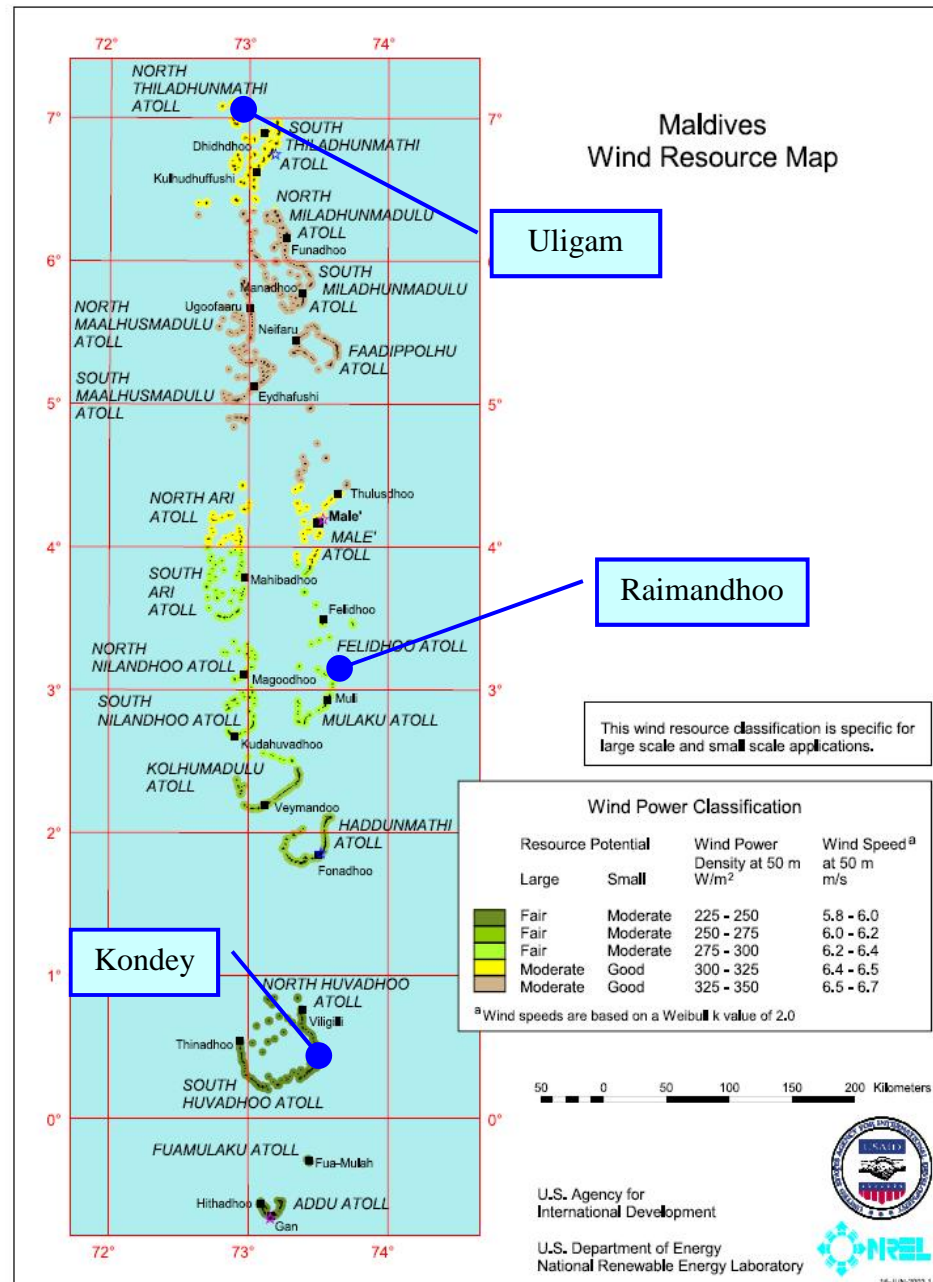 72°
73°
74°
NORTH
THILADHUNMATHI
ATOLL
7°
7°
SOUTH
THILADHUNMATHI
ATOLL
Dhidhdhoo
Kulhudhuffushi
Maldives
Wind Resource Map
NORTH
MILADHUNMADULU
ATOLL
Funadhoo
Uligam
6°
6°
SOUTH
MILADHUNMADULU
ATOLL
Manadhoo
Ugoofaaru
NORTH
MAALHUSMADULU
ATOLL
Neifaru
FAADIPPOLHU
ATOLL
SOUTH
MAALHUSMADULU
ATOLL
Eydhafushi
5°
5°
Thulusdhoo
NORTH ARI
ATOLL
Male'
MALE'
ATOLL
4°
4°
SOUTH
ARI
ATOLL
Mahibadhoo
Raimandhoo
Felidhoo
NORTH
NILANDHOO ATOLL
FELIDHOO ATOLL
Magoodhoo
3°
3°
SOUTH
NILANDHOO ATOLL
Muli
MULAKU ATOLL
Kudahuvadhoo
This wind resource classification is specific for
large scale and small scale applications.
KOLHUMADULU
ATOLL
Veymandoo
2°
2°
HADDUNMATHI
ATOLL
Fonadhoo
Wind Power Classification
Resource Potential Wind Power Wind Speed a
Density at 50 m at 50 m
Large Small W/m² m/s
Fair Moderate 225 - 250 5.8 - 6.0
Fair Moderate 250 - 275 6.0 - 6.2
Fair Moderate 275 - 300 6.2 - 6.4
Moderate Good 300 - 325 6.4 - 6.5
Moderate Good 325 - 350 6.5 - 6.7
a Wind speeds are based on a Weibull k value of 2.0
Kondey
1°
1°
NORTH HUVADHOO
ATOLL
Viligili
Thinadhoo
SOUTH
HUVADHOO ATOLL
50 0 50 100 150 200 Kilometers
0°
0°
FUAMULAKU ATOLL
Fua-Mulah
Hithadhoo
ADDU ATOLL
Gan
USAID
U.S. Agency for
International Development
U.S. Department of Energy
National Renewable Energy Laboratory
NREL
72°
73°
74°